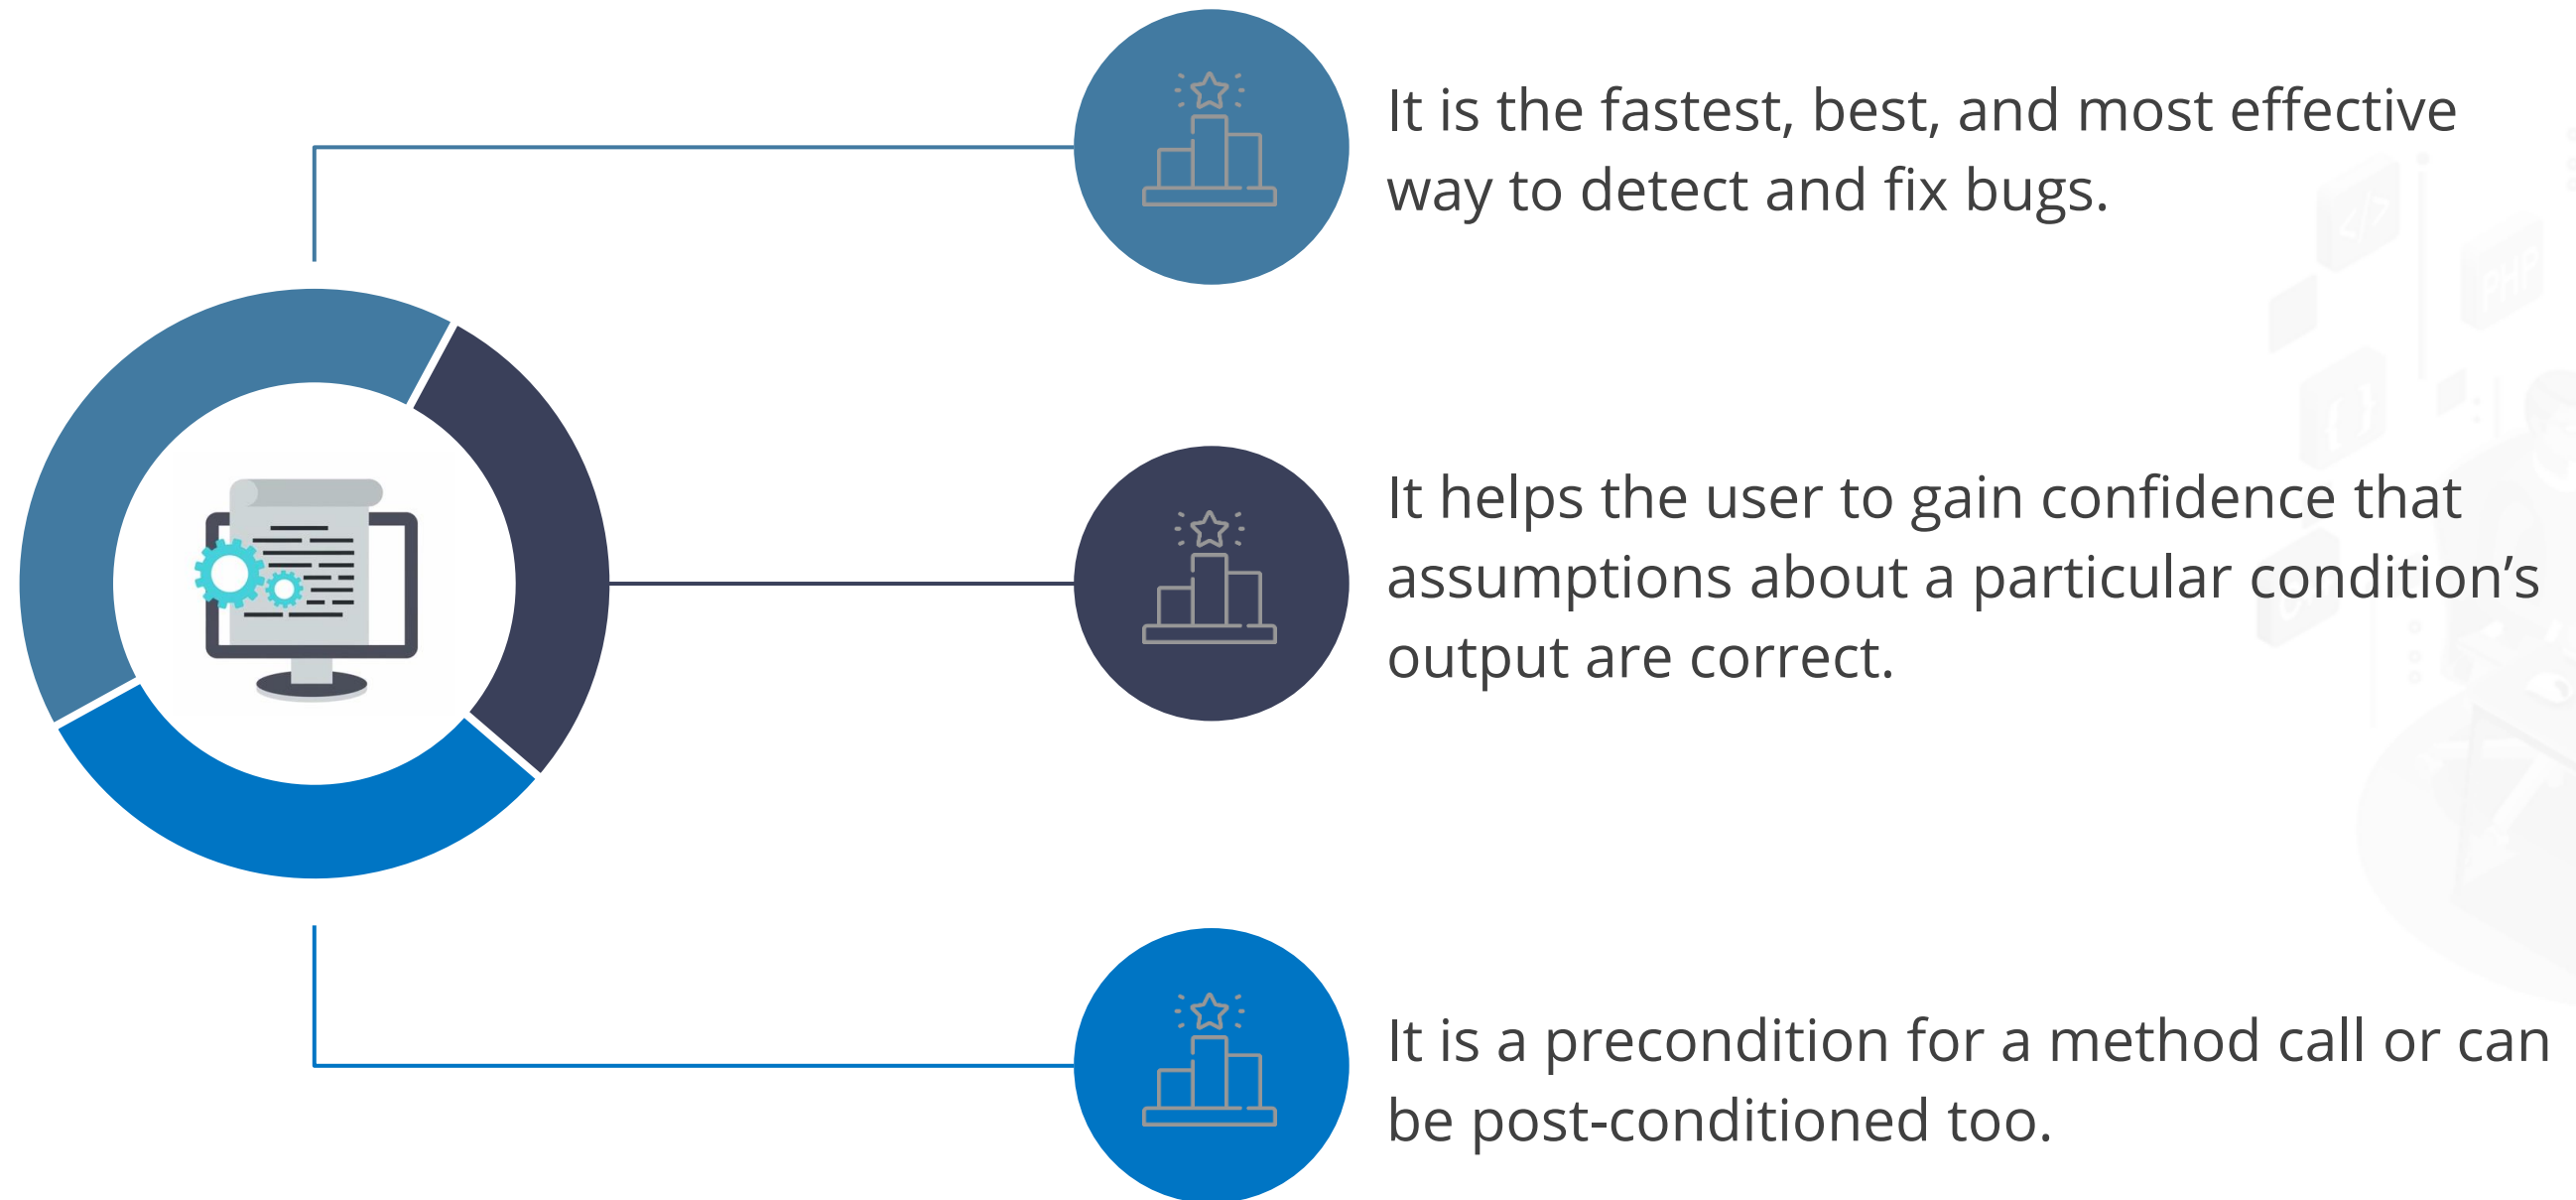 It is the fastest, best, and most effective
way to detect and fix bugs.
</>
PHP
{ }
It helps the user to gain confidence that
assumptions about a particular condition’s
output are correct.
It is a precondition for a method call or can
be post-conditioned too.